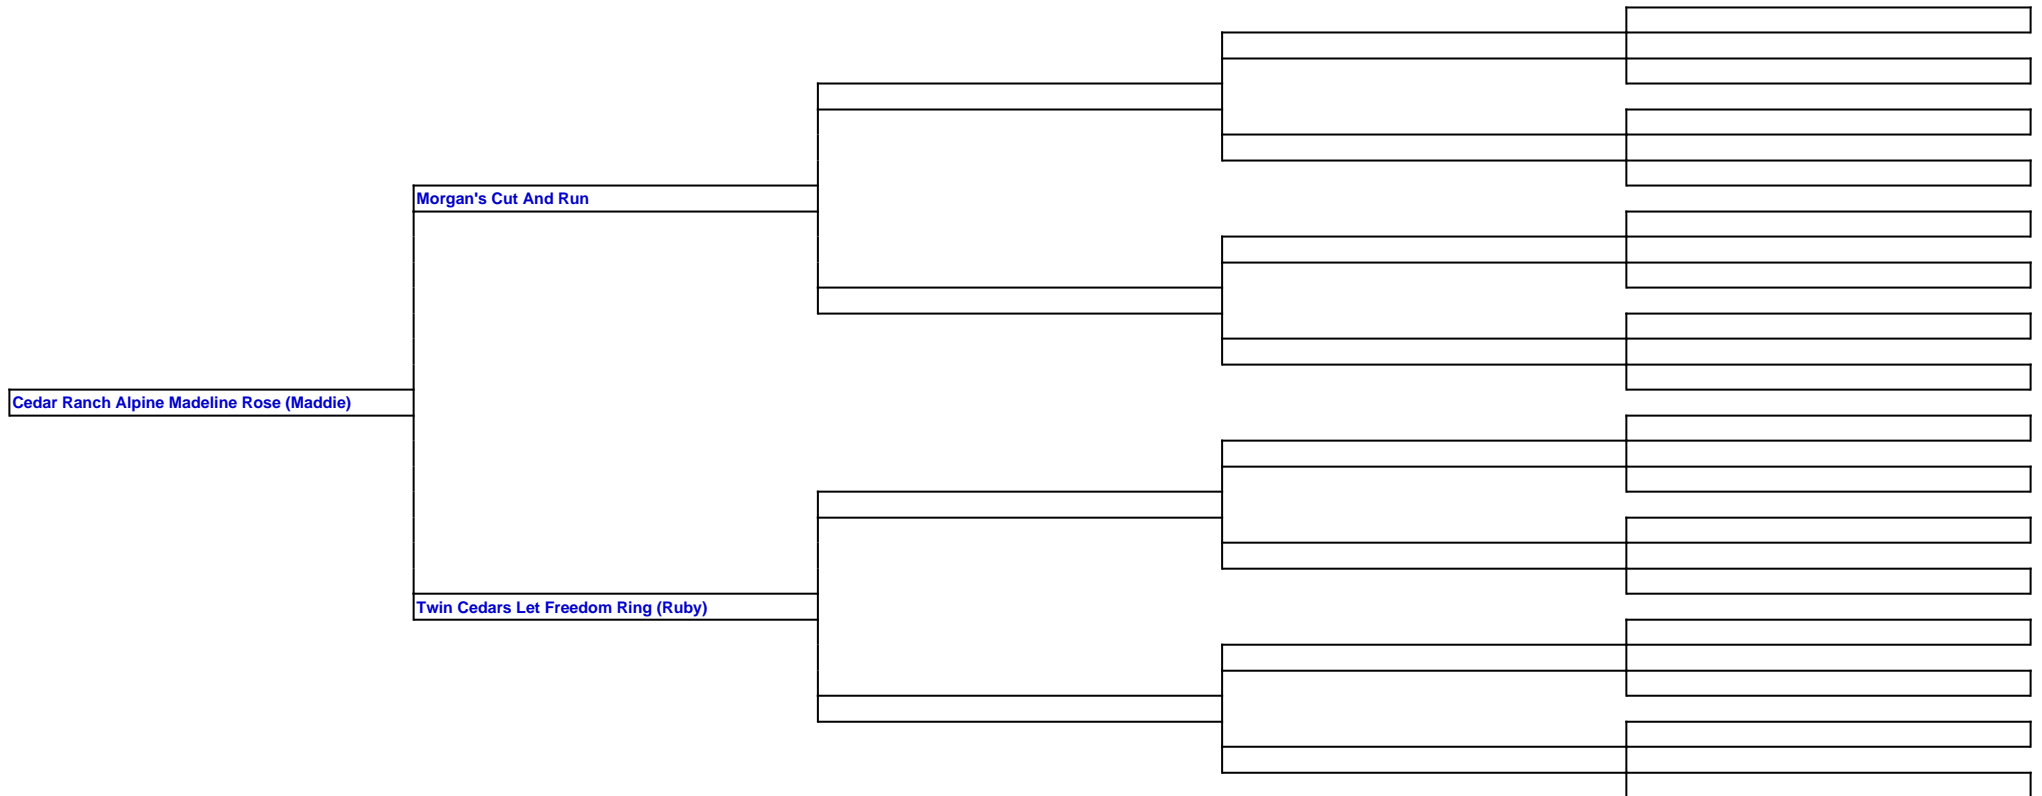 Morgan's Cut And Run
Cedar Ranch Alpine Madeline Rose (Maddie)
Twin Cedars Let Freedom Ring (Ruby)